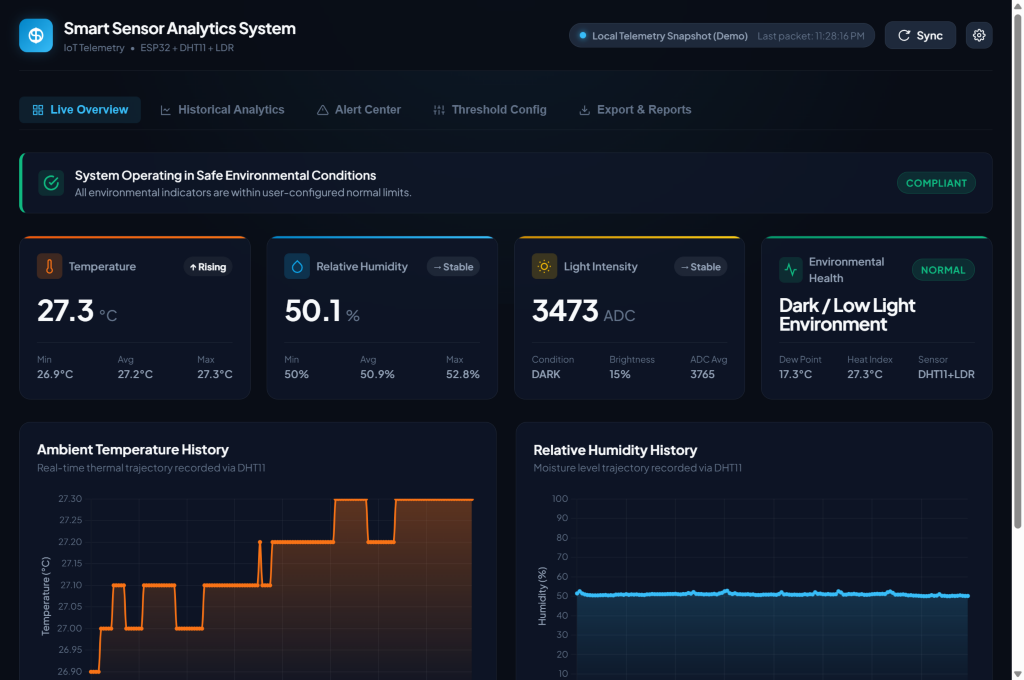 Smart Sensor Analytics System
IoT Telemetry • ESP32 + DHT11 + LDR
Local Telemetry Snapshot (Demo) Last packet: 11:28:16 PM
Sync
Live Overview
Historical Analytics
Alert Center
Threshold Config
Export & Reports
System Operating in Safe Environmental Conditions
All environmental indicators are within user-configured normal limits.
COMPLIANT
Temperature
↑ Rising
27.3 °C
Min Avg Max
26.9°C 27.2°C 27.3°C
Relative Humidity
→ Stable
50.1 %
Min Avg Max
50% 50.9% 52.8%
Light Intensity
→ Stable
3473 ADC
Condition Brightness ADC Avg
DARK 15% 3765
Environmental
Health
NORMAL
Dark / Low Light
Environment
Dew Point Heat Index Sensor
17.3°C 27.3°C DHT11+LDR
Ambient Temperature History
Real-time thermal trajectory recorded via DHT11
Temperature (°C)
27.30
27.25
27.20
27.15
27.10
27.05
27.00
26.95
26.90
Relative Humidity History
Moisture level trajectory recorded via DHT11
Humidity (%)
100
90
80
70
60
50
40
30
20
10